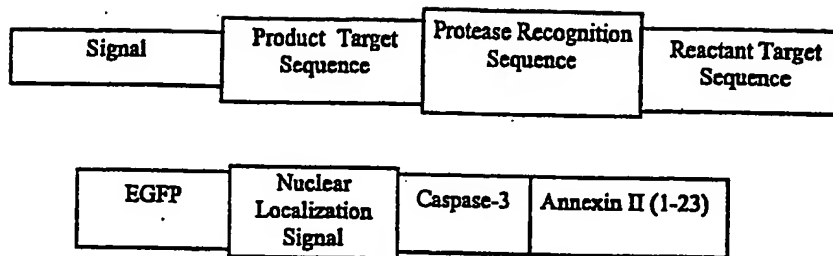 Signal
Product Target
Sequence
Protease Recognition
Sequence
Reactant Target
Sequence
EGFP
Nuclear
Localization
Signal
Caspase-3
Annexin II (1-23)